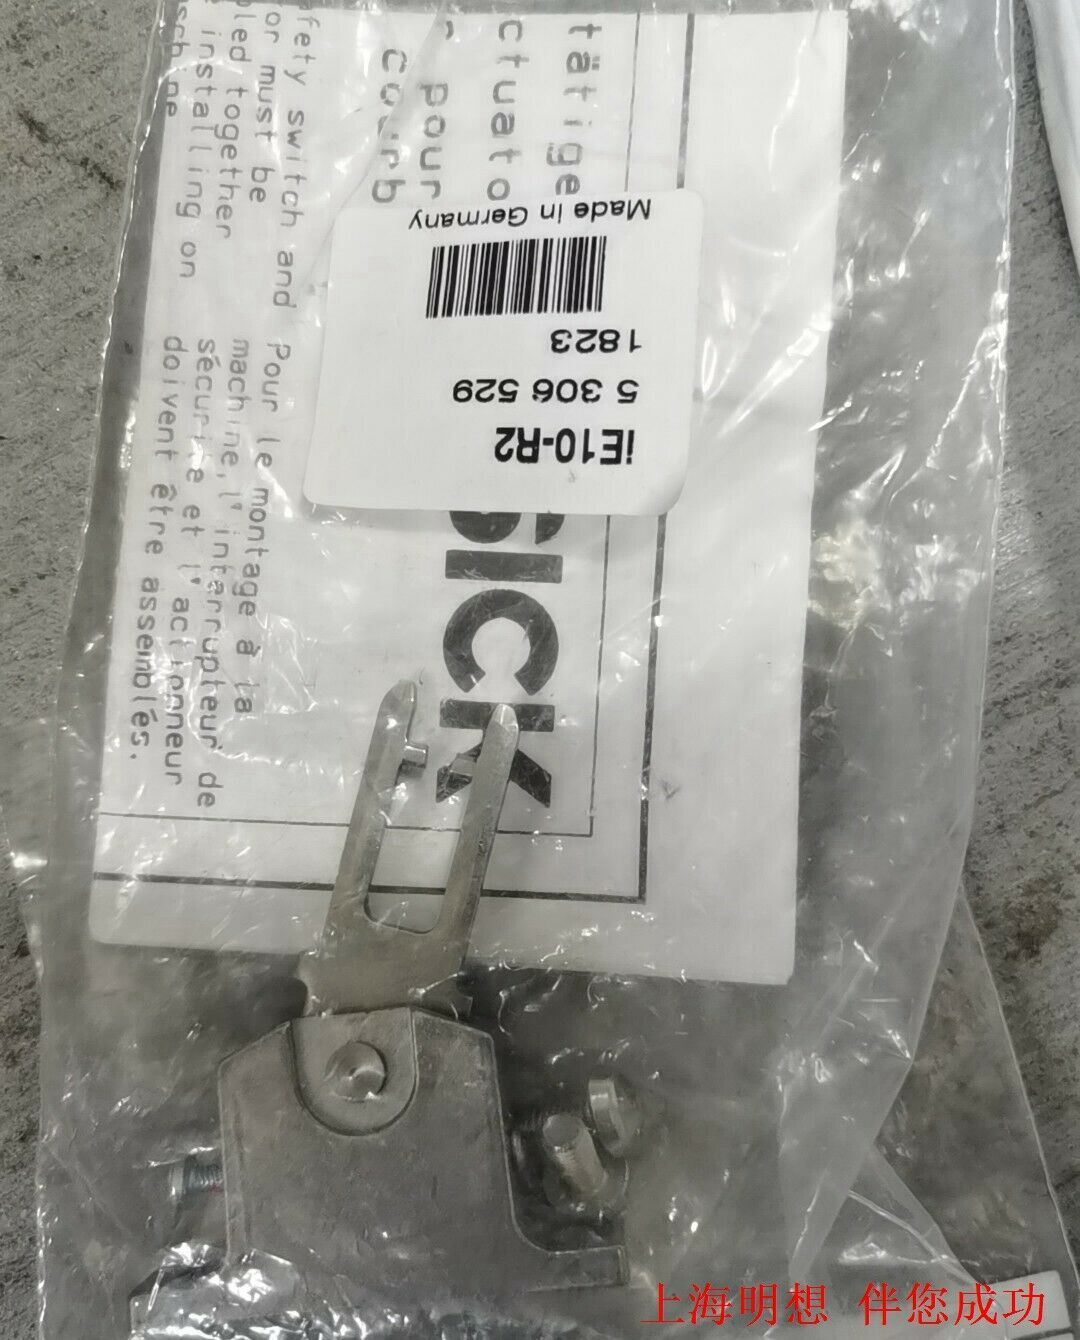 iE10-R2
5 306 529
1823
Made in Germany
SICK
tätige
ctuato
pour
courb
fety switch and
or must be
pled together
installing on
Pour le montage à la
machine, l'interrupteur de
sécurité et l'actionneur
doivent être assemblés.
上海明想 伴您成功